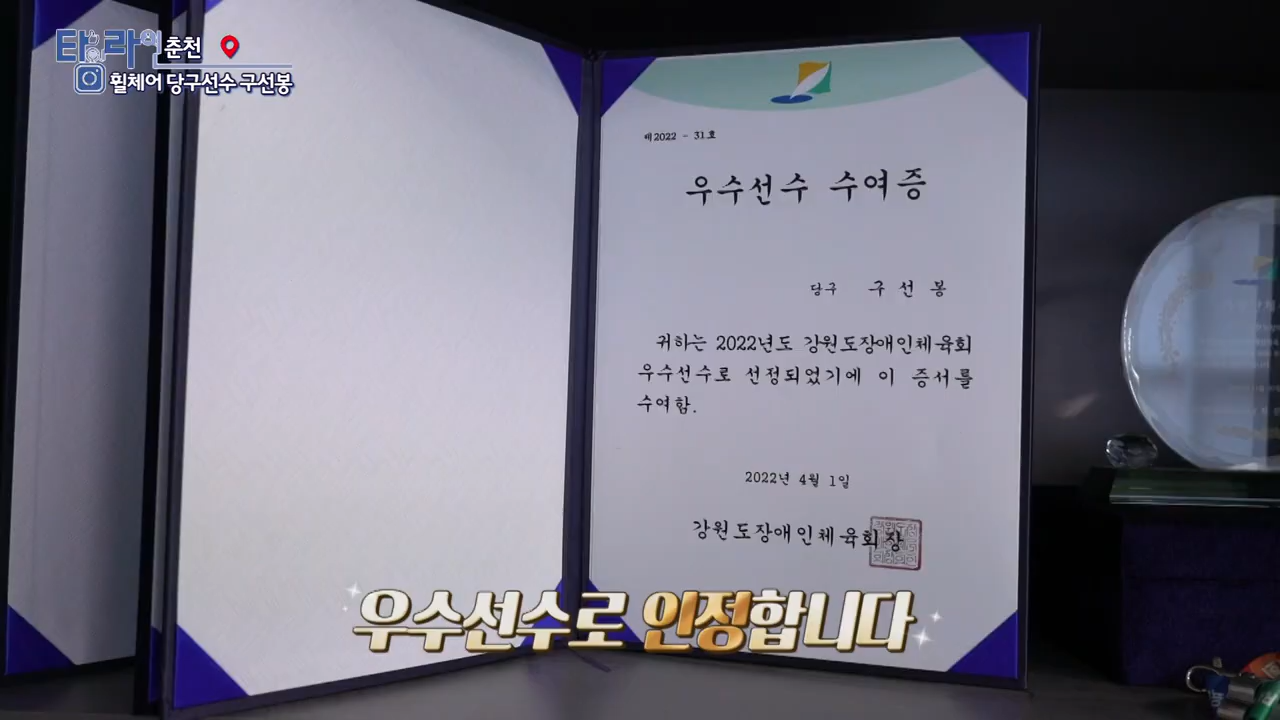 탐라인 춘천
휠체어 당구선수 구선봉
제2022 - 31호
우수선수 수여증
당구 구선봉
귀하는 2022년도 강원도장애인체육회
우수선수로 선정되었기에 이 증서를
수여함.
2022년 4월 1일
강원도장애인체육회장
우수선수로 인정합니다